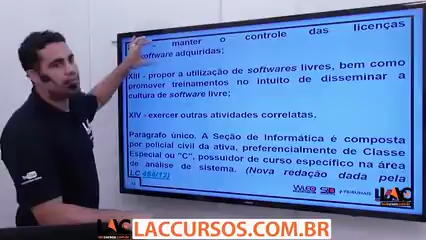 - manter o controle das licenças
software adquiridas;
XIII - propor a utilização de softwares livres, bem como
promover treinamentos no intuito de disseminar a
cultura de software livre;
XIV - exercer outras atividades correlatas.
Parágrafo único. A Seção de Informática é composta
por policial civil da ativa, preferencialmente de Classe
Especial ou "C", possuidor de curso específico na área
de análise de sistema. (Nova redação dada pela
LC 464/12)
LAC
LACCURSOS.COM.BR